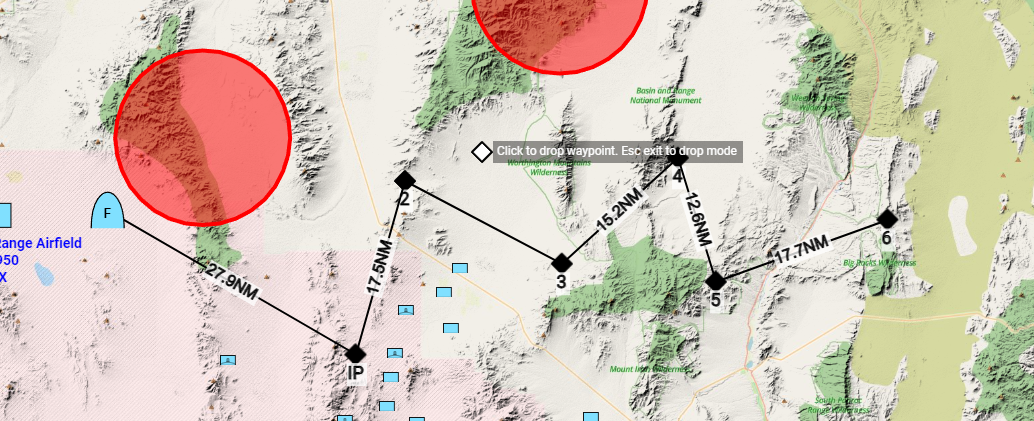 Basin and Range
National Monument
Click to drop waypoint. Esc exit to drop mode
Worthington Mountains
Wilderness
4
2
F
15.2NM
12.6NM
ange Airfield
950
X
17.5NM
17.7NM
6
27.9NM
3
5
Big Rocks Wilderness
IP
Mount Irish Wilderness
South Pahroc
Range Wilderness